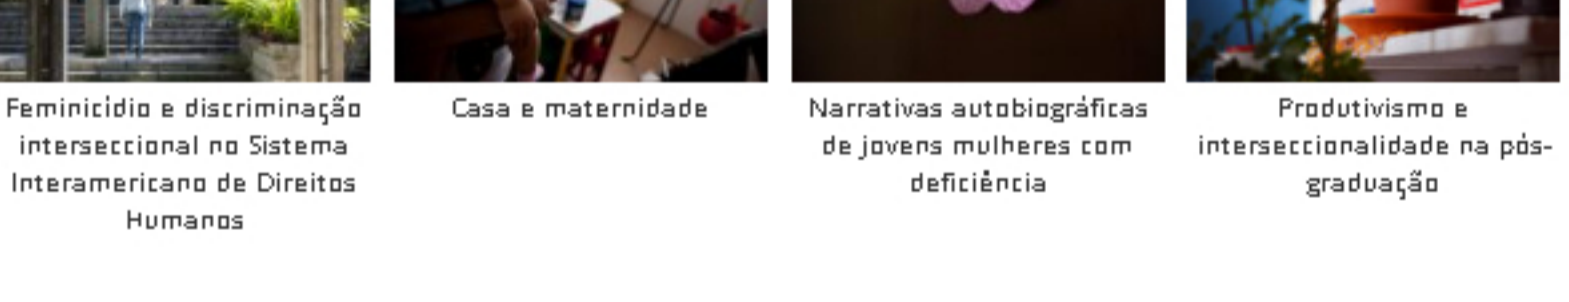 Feminicídio e discriminação
interseccional no Sistema
Interamericano de Direitos
Humanos
Casa e maternidade
Narrativas autobiográficas
de jovens mulheres com
deficiência
Produtivismo e
interseccionalidade na pós-
graduação